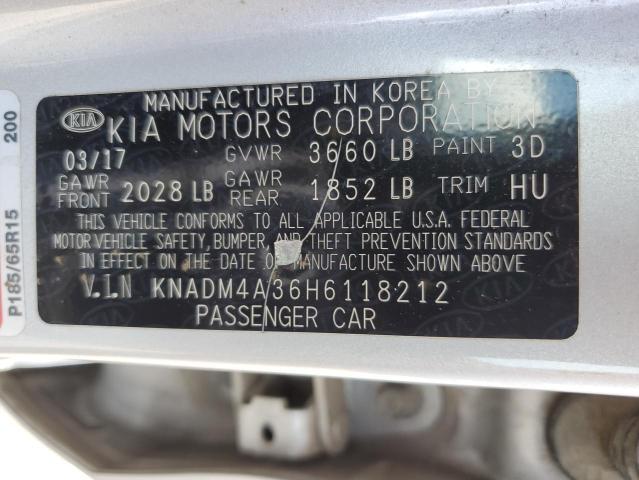 MANUFACTURED IN KOREA BY
KIA KIA MOTORS CORPORATION
03/17 GVWR 3660 LB PAINT 3D
GAWR FRONT 2028 LB GAWR REAR 1852 LB TRIM HU
THIS VEHICLE CONFORMS TO ALL APPLICABLE U.S.A. FEDERAL
MOTOR VEHICLE SAFETY, BUMPER, AND THEFT PREVENTION STANDARDS
IN EFFECT ON THE DATE OF MANUFACTURE SHOWN ABOVE
V.I.N KNADM4A36H6118212
PASSENGER CAR
P185/65R15 200